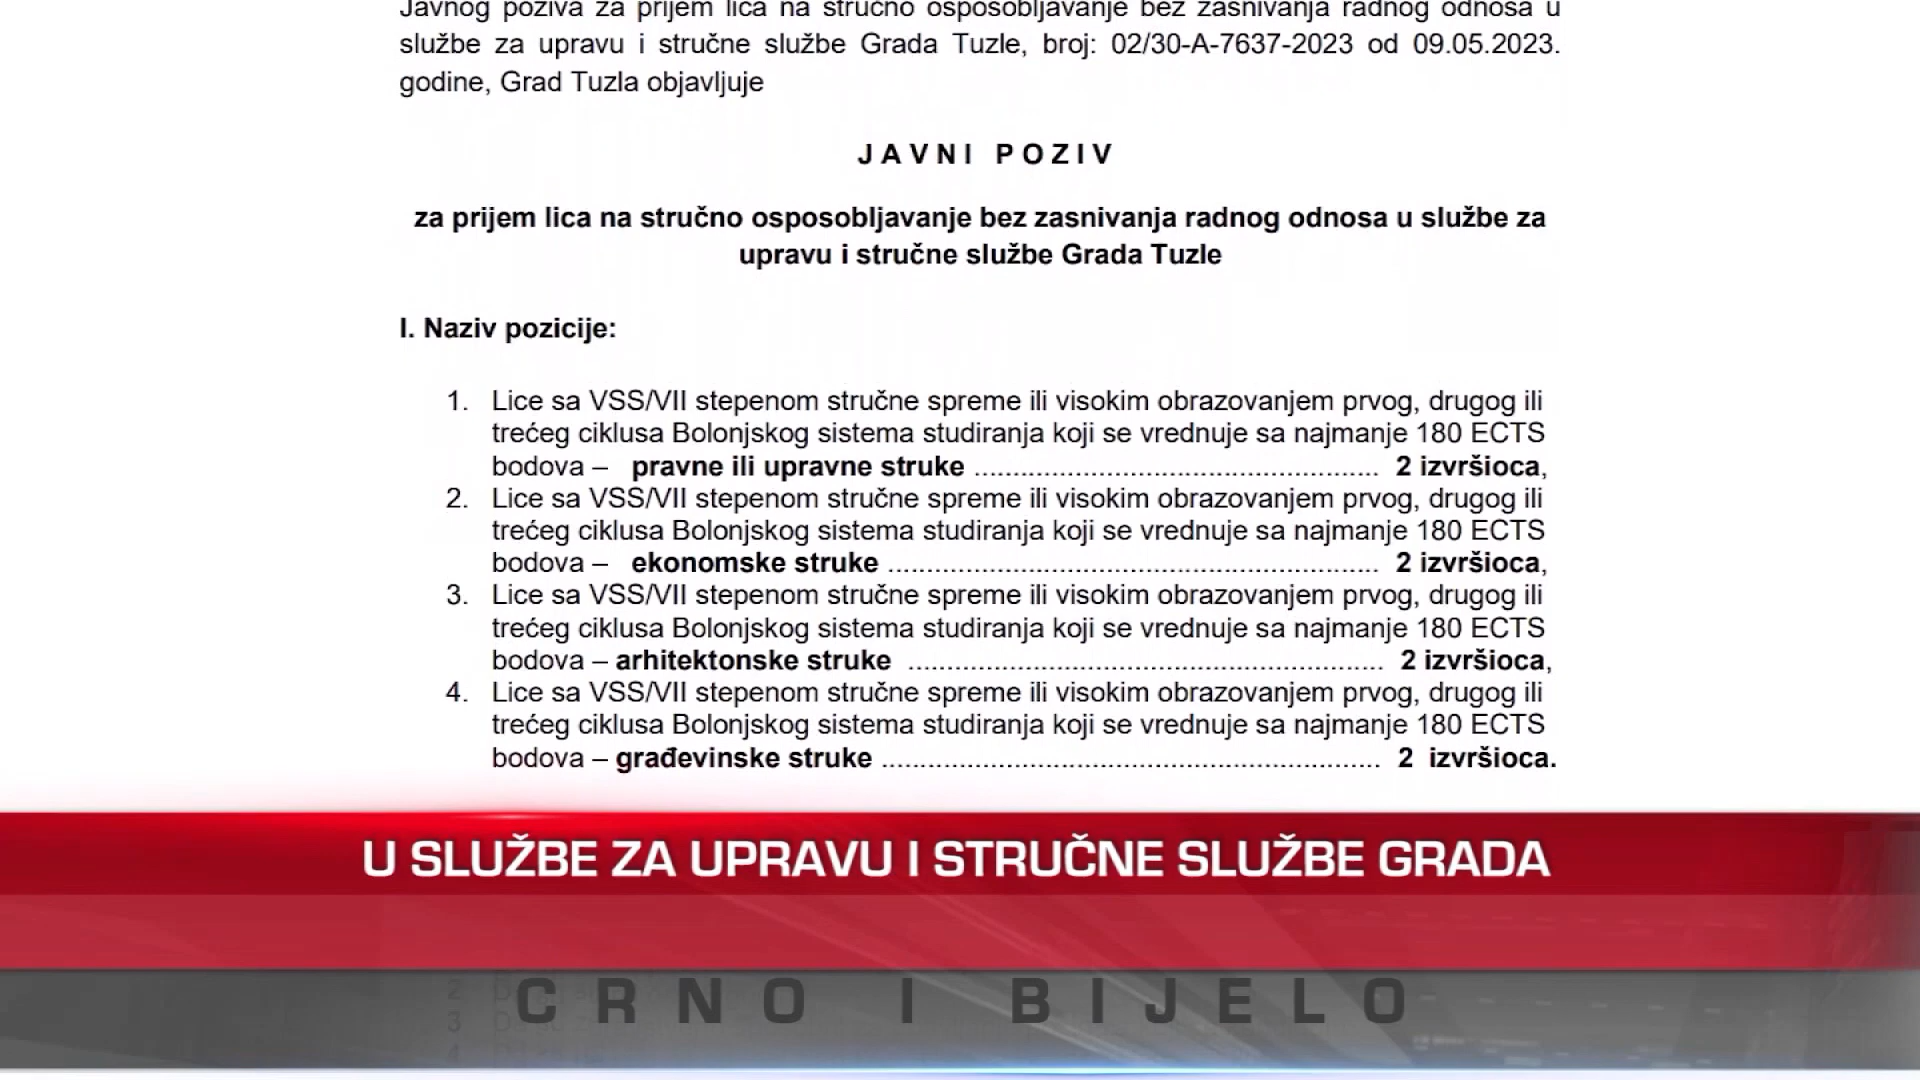 Javnog poziva za prijem lica na stručno osposobljavanje bez zasnivanja radnog odnosa u
službe za upravu i stručne službe Grada Tuzle, broj: 02/30-A-7637-2023 od 09.05.2023.
godine, Grad Tuzla objavljuje
JAVNI POZIV
za prijem lica na stručno osposobljavanje bez zasnivanja radnog odnosa u službe za
upravu i stručne službe Grada Tuzle
I. Naziv pozicije:
1. Lice sa VSS/VII stepenom stručne spreme ili visokim obrazovanjem prvog, drugog ili
trećeg ciklusa Bolonjskog sistema studiranja koji se vrednuje sa najmanje 180 ECTS
bodova – pravne ili upravne struke ..................................................... 2 izvršioca,
2. Lice sa VSS/VII stepenom stručne spreme ili visokim obrazovanjem prvog, drugog ili
trećeg ciklusa Bolonjskog sistema studiranja koji se vrednuje sa najmanje 180 ECTS
bodova – ekonomske struke ................................................................ 2 izvršioca,
3. Lice sa VSS/VII stepenom stručne spreme ili visokim obrazovanjem prvog, drugog ili
trećeg ciklusa Bolonjskog sistema studiranja koji se vrednuje sa najmanje 180 ECTS
bodova – arhitektonske struke .............................................................. 2 izvršioca,
4. Lice sa VSS/VII stepenom stručne spreme ili visokim obrazovanjem prvog, drugog ili
trećeg ciklusa Bolonjskog sistema studiranja koji se vrednuje sa najmanje 180 ECTS
bodova – građevinske struke ................................................................. 2 izvršioca.
U SLUŽBE ZA UPRAVU I STRUČNE SLUŽBE GRADA
CRNO I BIJELO